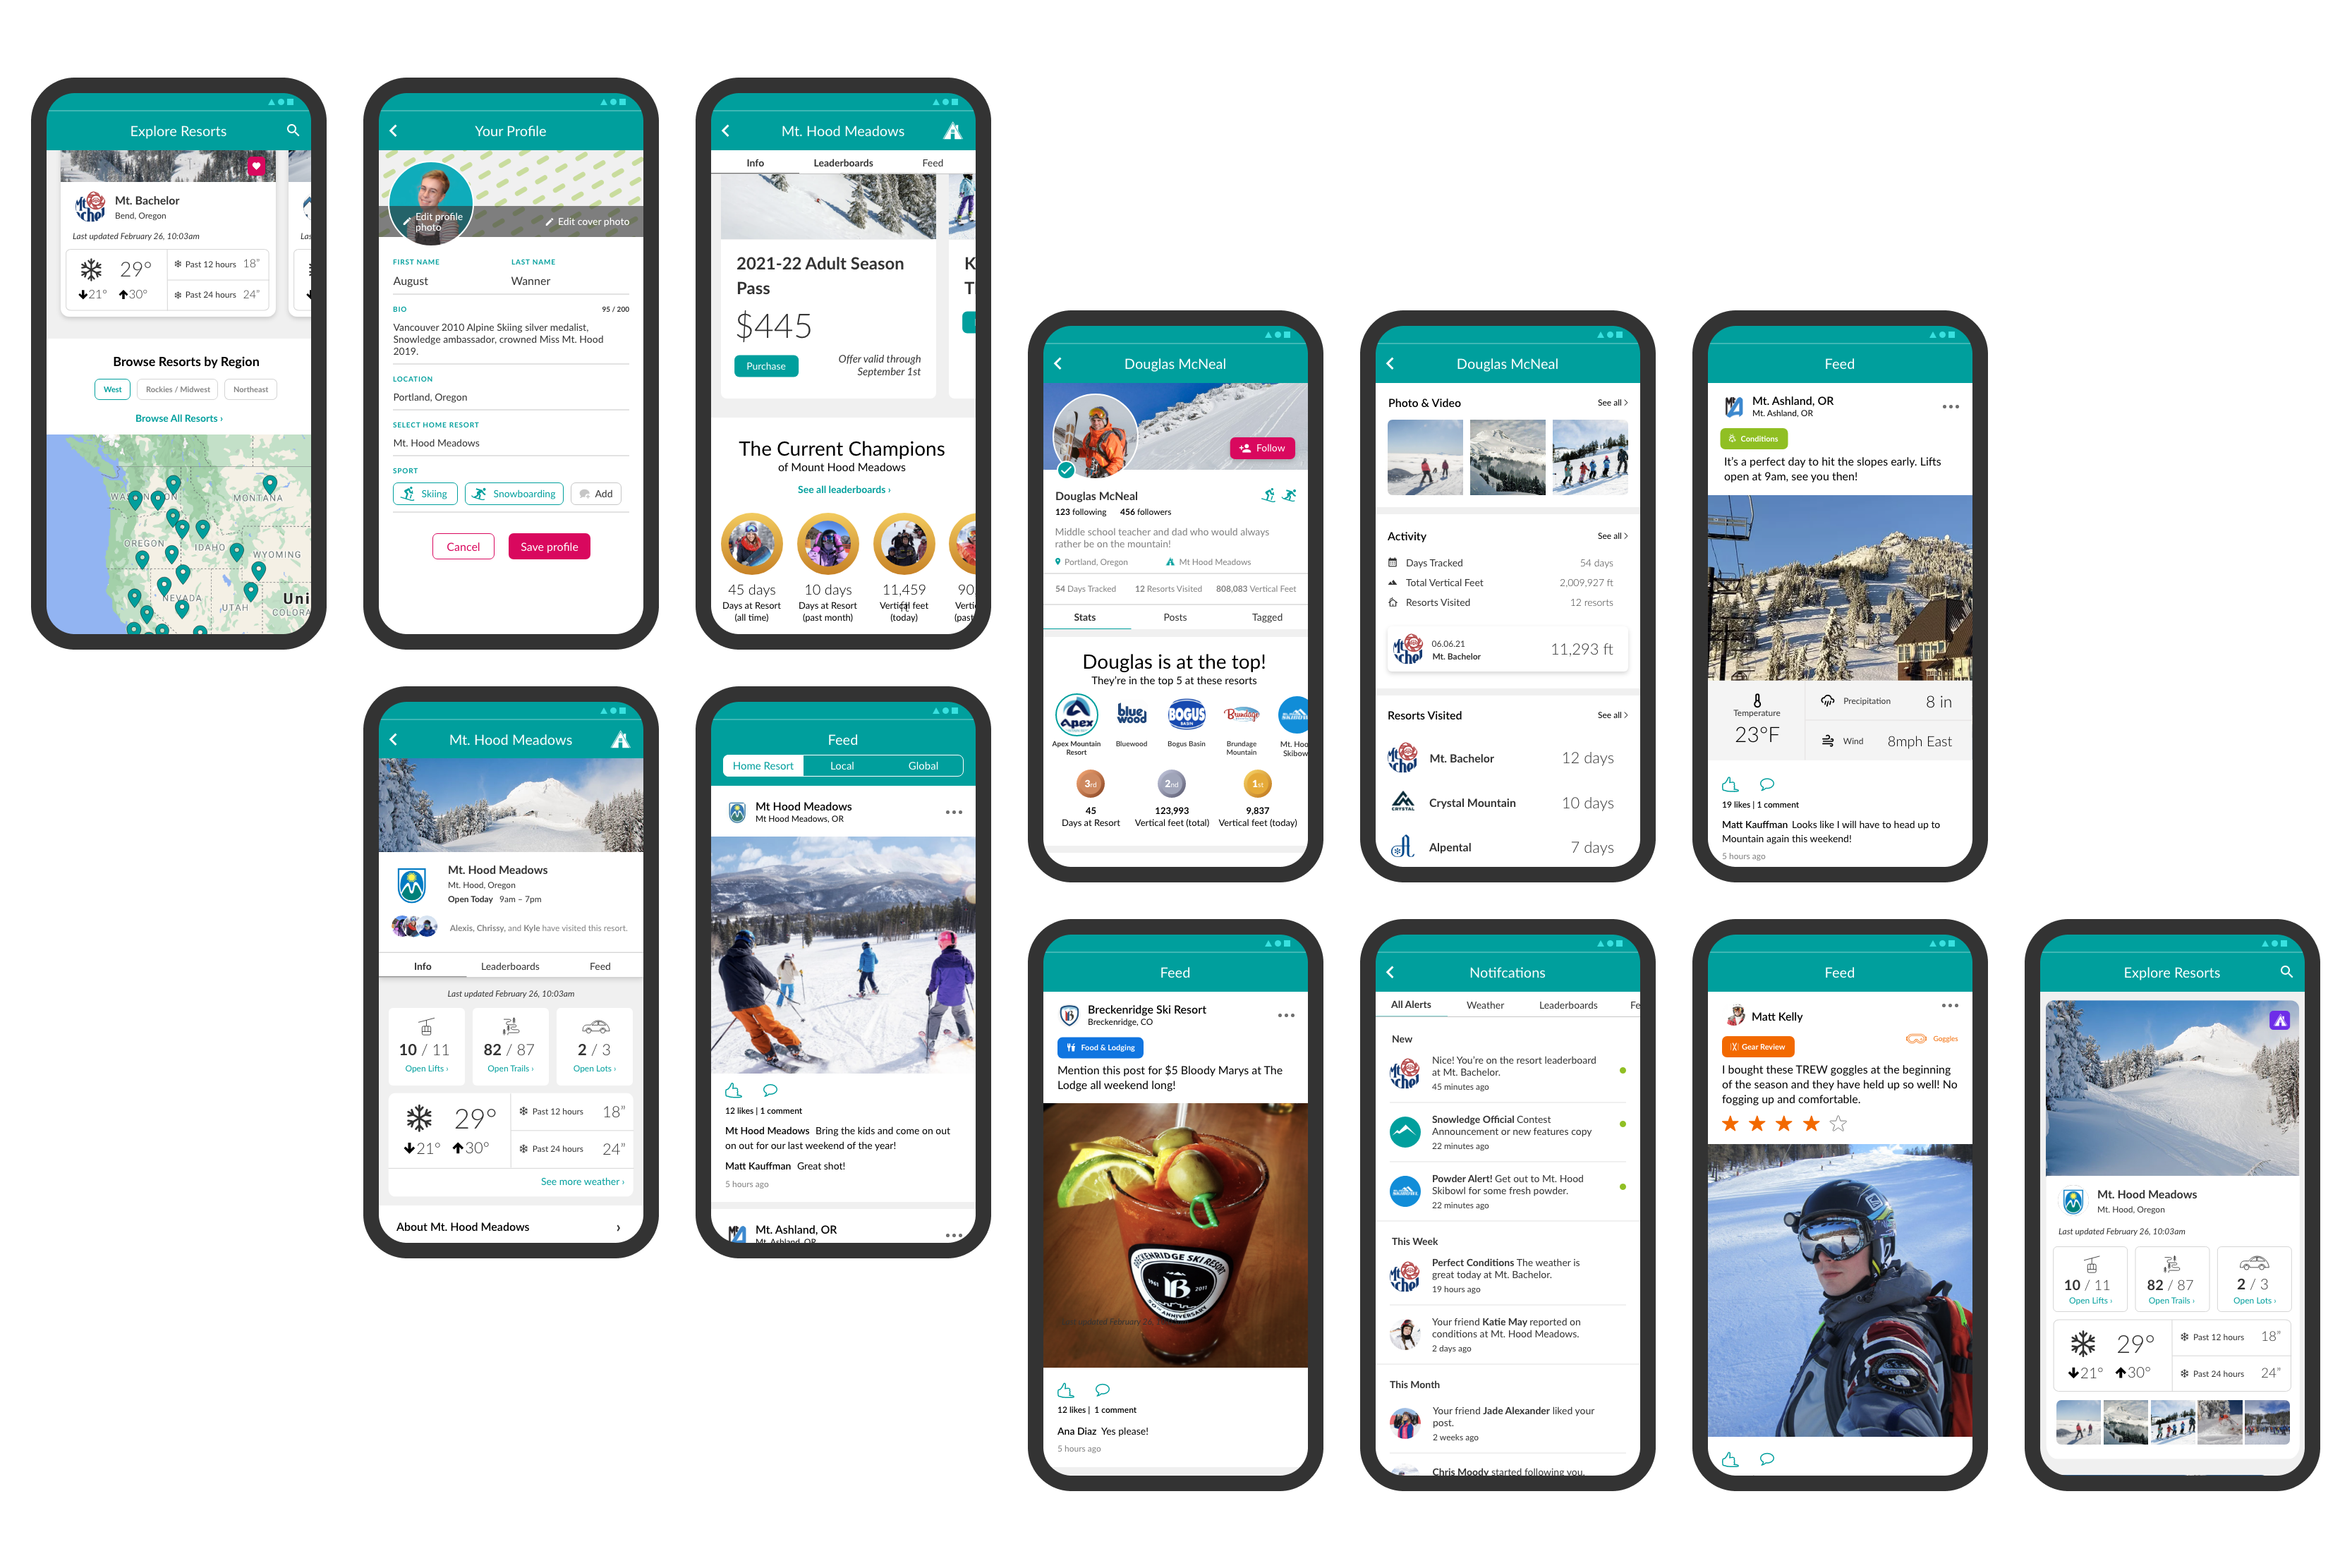 Explore Resorts
Mt. Bachelor
Bend, Oregon
Last updated February 26, 10:03am
29°
21° 30°
Past 12 hours 18”
Past 24 hours 24”
Browse Resorts by Region
West Rockies / Midwest Northeast
Browse All Resorts ›
WASHINGTON
MONTANA
OREGON
IDAHO
WYOMING
NEVADA
UTAH
Uni
COLORA
Your Profile
Edit profile
photo
Edit cover photo
FIRST NAME LAST NAME
August Wanner
BIO 95 / 200
Vancouver 2010 Alpine Skiing silver medalist,
Snowledge ambassador, crowned Miss Mt. Hood
2019.
LOCATION
Portland, Oregon
SELECT HOME RESORT
Mt. Hood Meadows
SPORT
Skiing Snowboarding Add
Cancel Save profile
Mt. Hood Meadows
Info Leaderboards Feed
2021-22 Adult Season
Pass
$445
Purchase
Offer valid through
September 1st
The Current Champions
of Mount Hood Meadows
See all leaderboards ›
45 days 10 days 11,459 90
ft
Days at Resort Days at Resort Vertical feet Verti
(all time) (past month) (today) (past
Douglas McNeal
Follow
Douglas McNeal
123 following 456 followers
Middle school teacher and dad who would always
rather be on the mountain!
Portland, Oregon Mt Hood Meadows
54 Days Tracked 12 Resorts Visited 808,083 Vertical Feet
Stats Posts Tagged
Douglas is at the top!
They’re in the top 5 at these resorts
Apex blue wood BOGUS BASIN Brundage
Apex Mountain Bluewood Bogus Basin Brundage Mt. Hoo
Resort Mountain Skibow
3rd 2nd 1st
45 123,993 9,837
Days at Resort Vertical feet (total) Vertical feet (today)
Douglas McNeal
Photo & Video See all
Activity See all
Days Tracked 54 days
Total Vertical Feet 2,009,927 ft
Resorts Visited 12 resorts
06.06.21
Mt. Bachelor
11,293 ft
Resorts Visited See all
Mt. Bachelor 12 days
CRYSTAL
Crystal Mountain 10 days
Alpental 7 days
Feed
Mt. Ashland, OR
Mt. Ashland, OR
Conditions
It’s a perfect day to hit the slopes early. Lifts
open at 9am, see you then!
Temperature
23°F
Precipitation 8 in
Wind 8mph East
19 likes | 1 comment
Matt Kauffman Looks like I will have to head up to
Mountain again this weekend!
5 hours ago
Mt. Hood Meadows
Mt. Hood Meadows
Mt. Hood, Oregon
Open Today 9am – 7pm
Alexis, Chrissy, and Kyle have visited this resort.
Info Leaderboards Feed
Last updated February 26, 10:03am
10 / 11 82 / 87 2 / 3
Open Lifts › Open Trails › Open Lots ›
29°
21° 30°
Past 12 hours 18”
Past 24 hours 24”
See more weather ›
About Mt. Hood Meadows ›
Feed
Home Resort Local Global
Mt Hood Meadows
Mt Hood Meadows, OR
12 likes | 1 comment
Mt Hood Meadows Bring the kids and come on out
on out for our last weekend of the year!
Matt Kauffman Great shot!
5 hours ago
Mt. Ashland, OR
Mt. Ashland, OR
Feed
Breckenridge Ski Resort
Breckenridge, CO
Food & Lodging
Mention this post for $5 Bloody Marys at The
Lodge all weekend long!
BRECKENRIDGE SKI RESORT
1961 B 2011
50TH ANNIVERSARY
updated February 26,
12 likes | 1 comment
Ana Diaz Yes please!
5 hours ago
Notifcations
All Alerts Weather Leaderboards Fe
New
Nice! You’re on the resort leaderboard
at Mt. Bachelor.
45 minutes ago
Snowledge Official Contest
Announcement or new features copy
22 minutes ago
Powder Alert! Get out to Mt. Hood
Skibowl for some fresh powder.
22 minutes ago
This Week
Perfect Conditions The weather is
great today at Mt. Bachelor.
19 hours ago
Your friend Katie May reported on
conditions at Mt. Hood Meadows.
2 days ago
This Month
Your friend Jade Alexander liked your
post.
2 weeks ago
Chris Moody started following you.
Feed
Matt Kelly
Gear Review
Goggles
I bought these TREW goggles at the beginning
of the season and they have held up so well! No
fogging up and comfortable.
Explore Resorts
Mt. Hood Meadows
Mt. Hood, Oregon
Last updated February 26, 10:03am
10 / 11 82 / 87 2 / 3
Open Lifts › Open Trails › Open Lots ›
29°
21° 30°
Past 12 hours 18”
Past 24 hours 24”